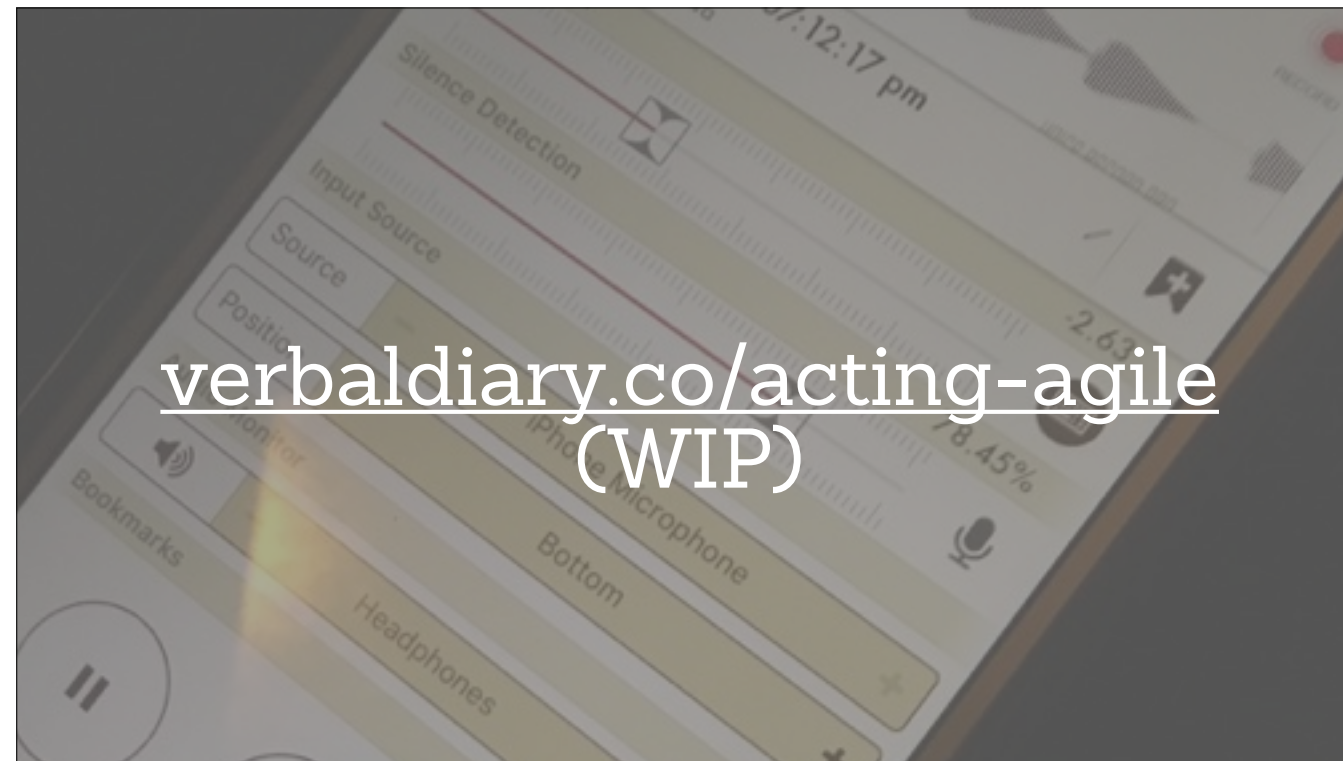 07:12:17 pm
Silence Detection
-2.63
Input Source
78.45%
Source
iPhone Microphone
Position
Bottom
Monitor
Headphones
Bookmarks
verbaldiary.co/acting-agile
(WIP)